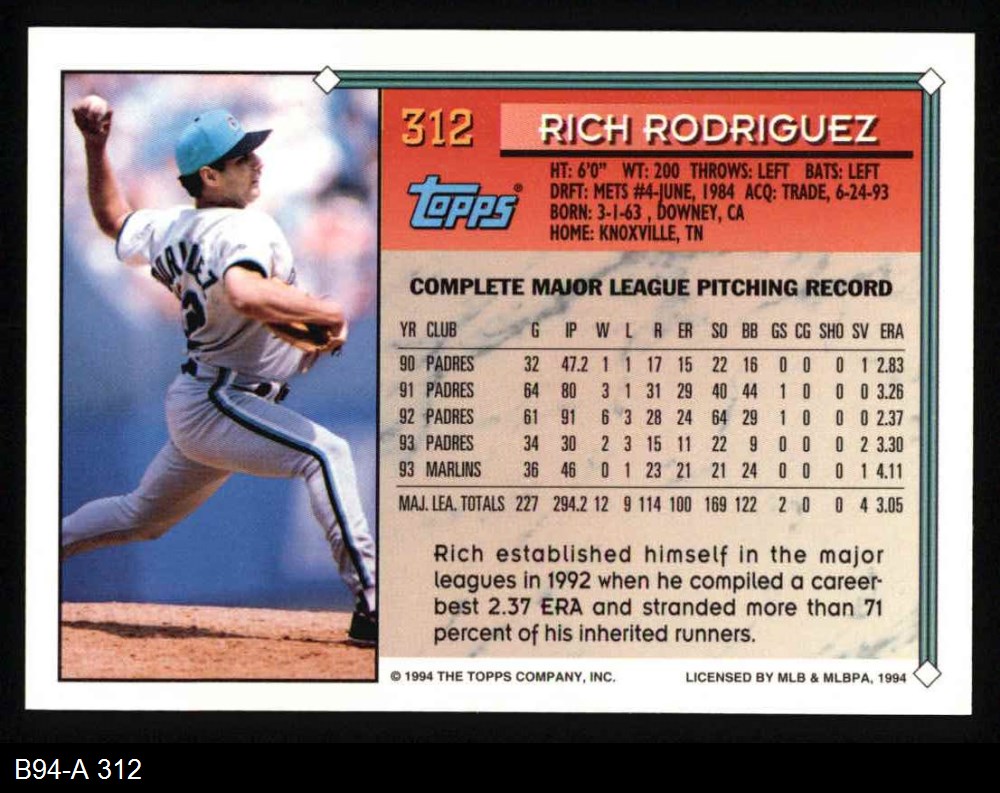 312 RICH RODRIGUEZ
topps®
HT: 6'0" WT: 200 THROWS: LEFT BATS: LEFT
DRFT: METS #4-JUNE, 1984 ACQ: TRADE, 6-24-93
BORN: 3-1-63 , DOWNEY, CA
HOME: KNOXVILLE, TN
COMPLETE MAJOR LEAGUE PITCHING RECORD
YR CLUB G IP W L R ER SO BB GS CG SHO SV ERA
90 PADRES 32 47.2 1 1 17 15 22 16 0 0 0 1 2.83
91 PADRES 64 80 3 1 31 29 40 44 1 0 0 0 3.26
92 PADRES 61 91 6 3 28 24 64 29 1 0 0 0 2.37
93 PADRES 34 30 2 3 15 11 22 9 0 0 0 2 3.30
93 MARLINS 36 46 0 1 23 21 21 24 0 0 0 1 4.11
MAJ. LEA. TOTALS 227 294.2 12 9 114 100 169 122 2 0 0 4 3.05
Rich established himself in the major
leagues in 1992 when he compiled a career-
best 2.37 ERA and stranded more than 71
percent of his inherited runners.
© 1994 THE TOPPS COMPANY, INC. LICENSED BY MLB & MLBPA, 1994
B94-A 312